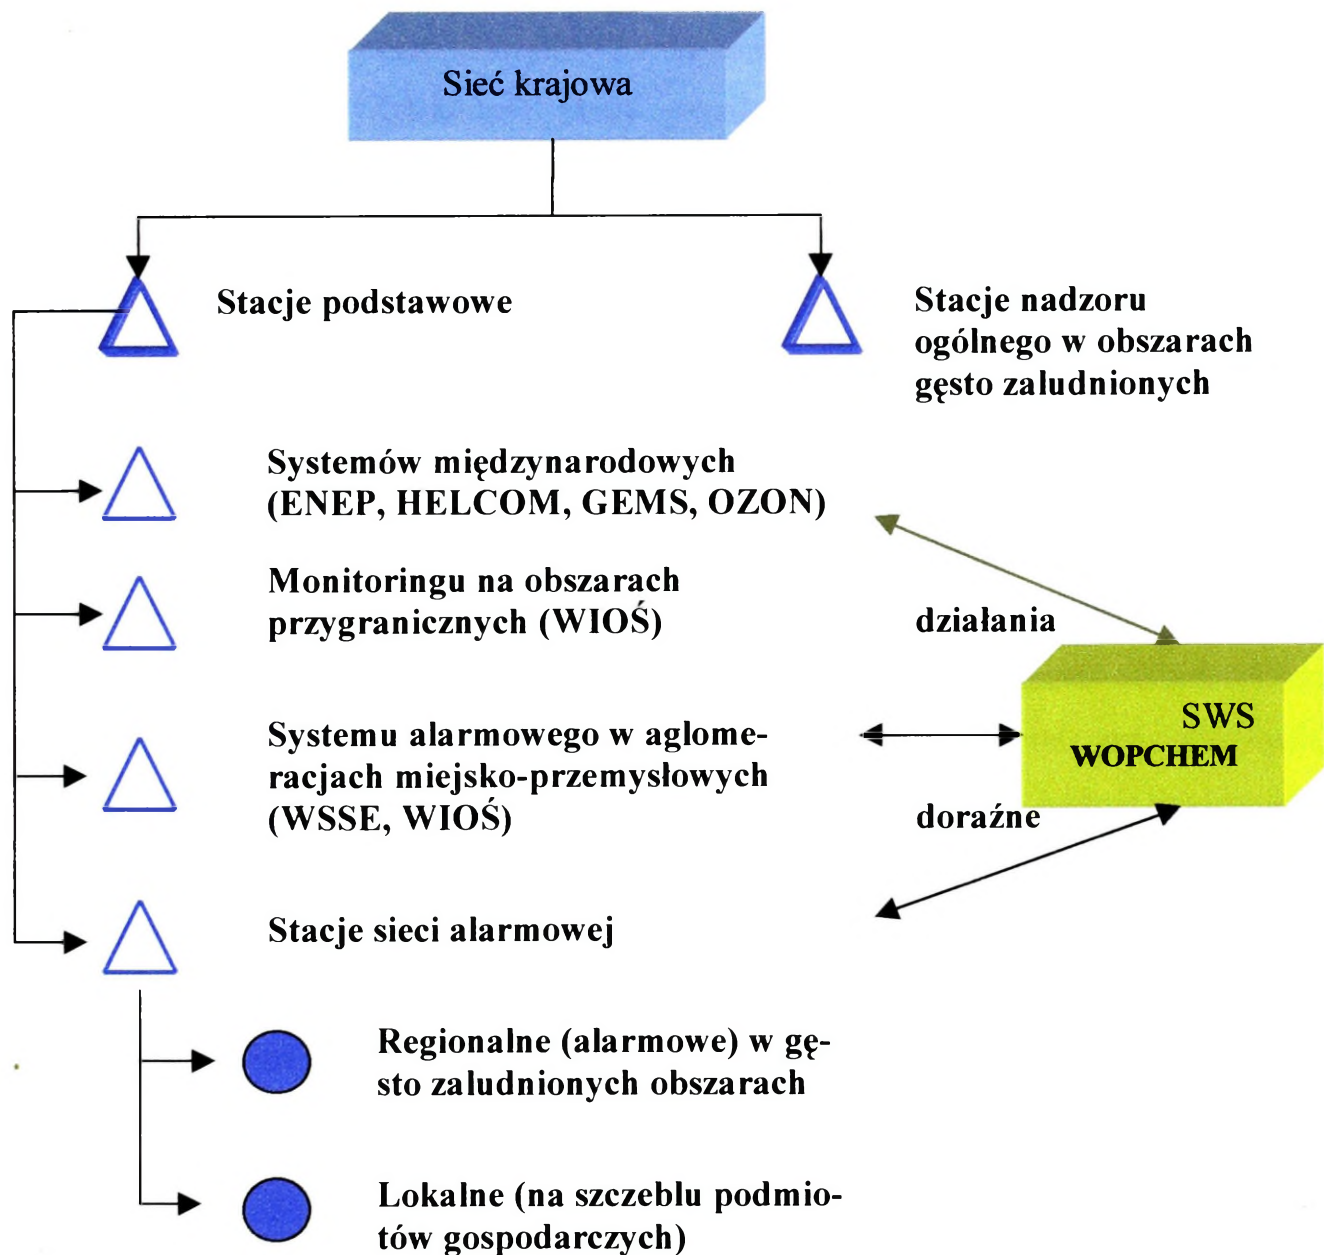 Sieć krajowa
Stacje podstawowe
Stacje nadzoru
ogólnego w obszarach
gęsto zaludnionych
Systemów międzynarodowych
(ENEP, HELCOM, GEMS, OZON)
Monitoringu na obszarach
przygranicznych (WIOŚ)
działania
SWS
WOPCHEM
Systemu alarmowego w aglome-
racjach miejsko-przemysłowych
(WSSE, WIOŚ)
doraźne
Stacje sieci alarmowej
Regionalne (alarmowe) w gę-
sto zaludnionych obszarach
Lokalne (na szczeblu podmio-
tów gospodarczych)